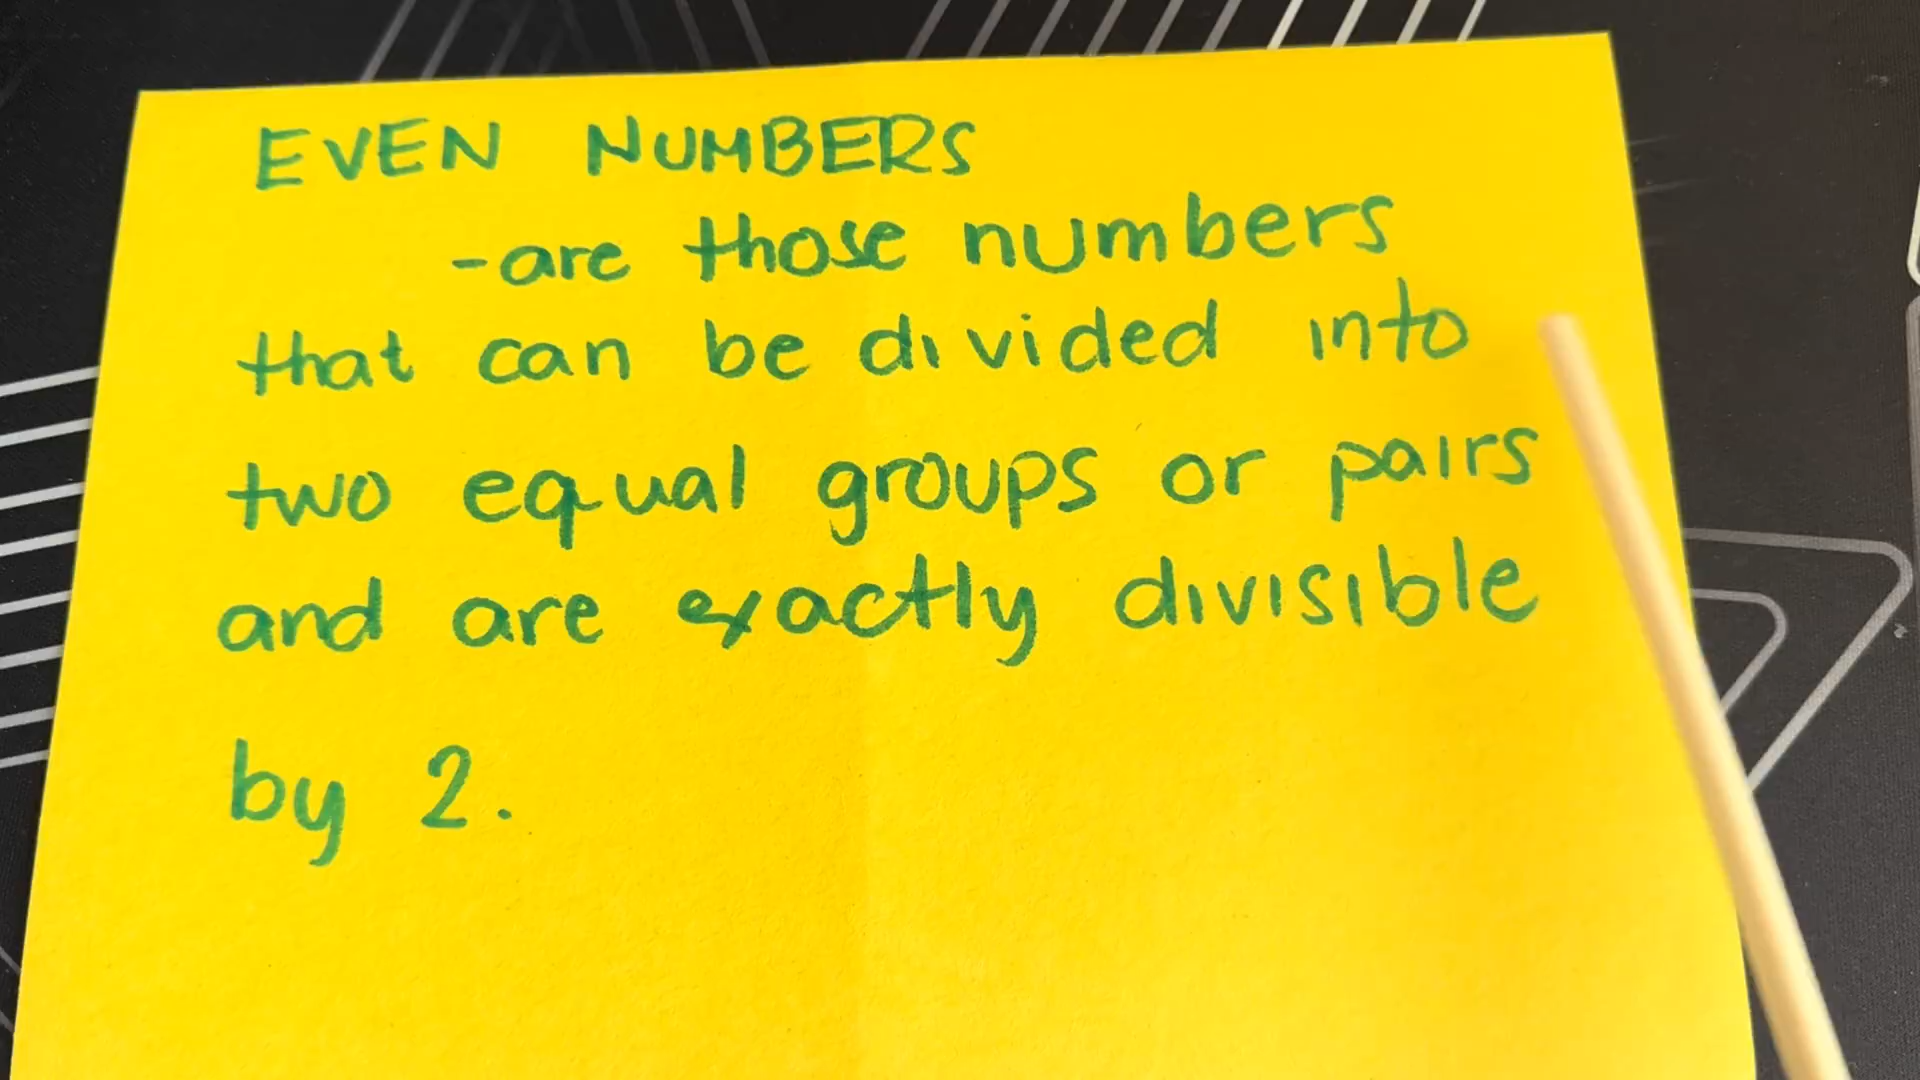 EVEN NUMBERS
-are those numbers
that can be divided into
two equal groups or pairs
and are exactly divisible
by 2.